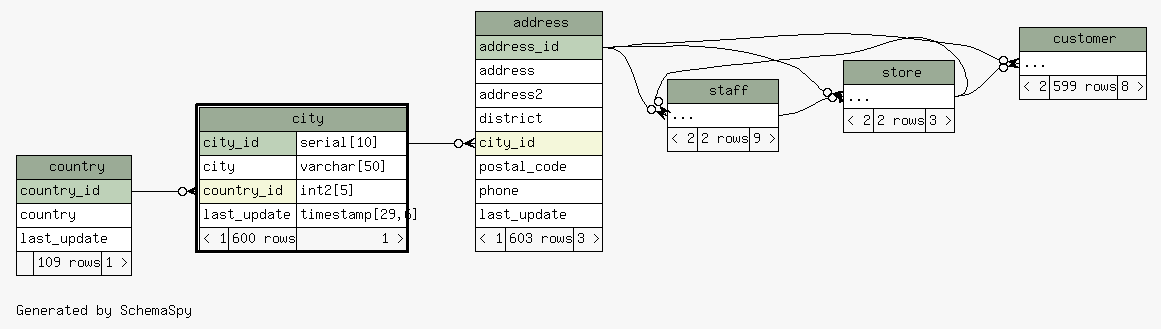 country
country_id
country
last_update
109 rows 1 >
city
city_id serial[10]
city varchar[50]
country_id int2[5]
last_update timestamp[29,6]
< 1 600 rows 1 >
address
address_id
address
address2
district
city_id
postal_code
phone
last_update
< 1 603 rows 3 >
staff
...
< 2 2 rows 9 >
store
...
< 2 2 rows 3 >
customer
...
< 2 599 rows 8 >
Generated by SchemaSpy